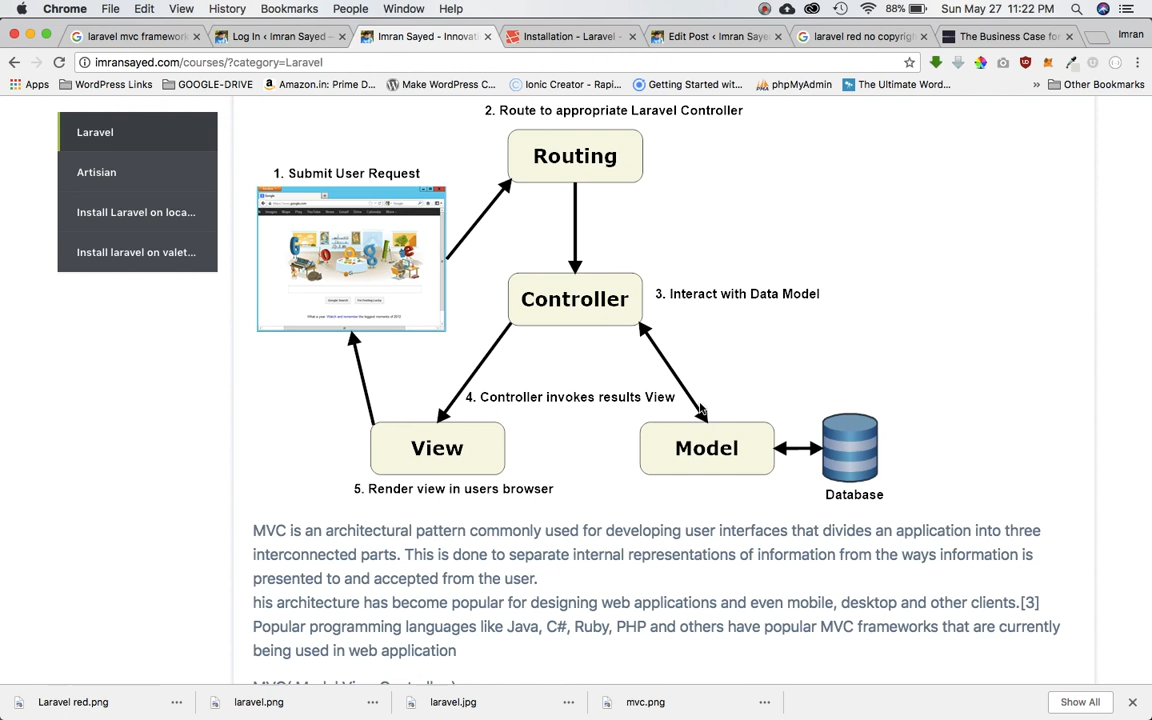 Chrome File Edit View History Bookmarks People Window Help 88% Sun May 27 11:22 PM
laravel mvc framework Log In ‹ Imran Sayed — Imran Sayed - Innovati Installation - Laravel - Edit Post ‹ Imran Sayed laravel red no copyrigh The Business Case for Imran
imransayed.com/courses/?category=Laravel
Apps WordPress Links GOOGLE-DRIVE Amazon.in: Prime D... Make WordPress C... Ionic Creator - Rapi... Getting Started wit... phpMyAdmin The Ultimate Word... » Other Bookmarks
Laravel
Artisan
Install Laravel on loca...
Install laravel on valet...
2. Route to appropriate Laravel Controller
Routing
1. Submit User Request
Google
Controller
3. Interact with Data Model
4. Controller invokes results View
View
Model
5. Render view in users browser
Database
MVC is an architectural pattern commonly used for developing user interfaces that divides an application into three
interconnected parts. This is done to separate internal representations of information from the ways information is
presented to and accepted from the user.
his architecture has become popular for designing web applications and even mobile, desktop and other clients.[3]
Popular programming languages like Java, C#, Ruby, PHP and others have popular MVC frameworks that are currently
being used in web application
MVC( Model View Controller )
Laravel red.png laravel.png laravel.jpg mvc.png Show All